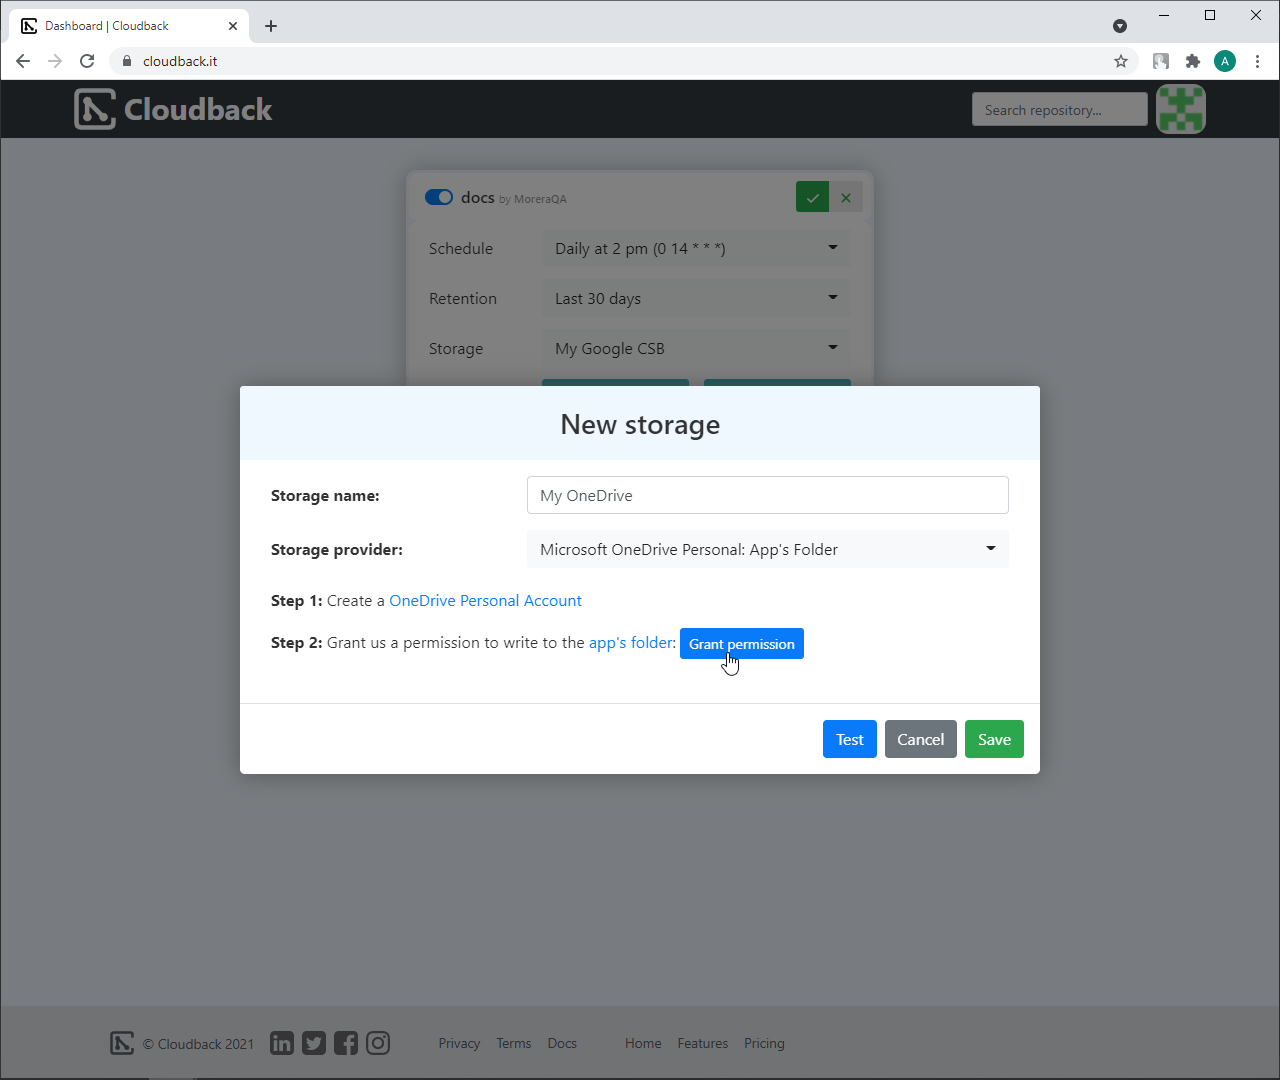 Dashboard | Cloudback
cloudback.it
A
Cloudback
Search repository...
docs by MoreraQA
Schedule Daily at 2 pm (0 14 * * *)
Retention Last 30 days
Storage My Google CSB
New storage
Storage name: My OneDrive
Storage provider: Microsoft OneDrive Personal: App's Folder
Step 1: Create a OneDrive Personal Account
Step 2: Grant us a permission to write to the app's folder: Grant permission
Test Cancel Save
© Cloudback 2021 Privacy Terms Docs Home Features Pricing